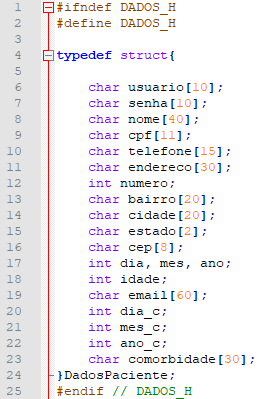 1 #ifndef DADOS_H
2 #define DADOS_H
3
4 typedef struct{
5
6 char usuario[10];
7 char senha[10];
8 char nome[40];
9 char cpf[11];
10 char telefone[15];
11 char endereco[30];
12 int numero;
13 char bairro[20];
14 char cidade[20];
15 char estado[2];
16 char cep[8];
17 int dia, mes, ano;
18 int idade;
19 char email[60];
20 int dia_c;
21 int mes_c;
22 int ano_c;
23 char comorbidade[30];
24 }DadosPaciente;
25 #endif // DADOS_H